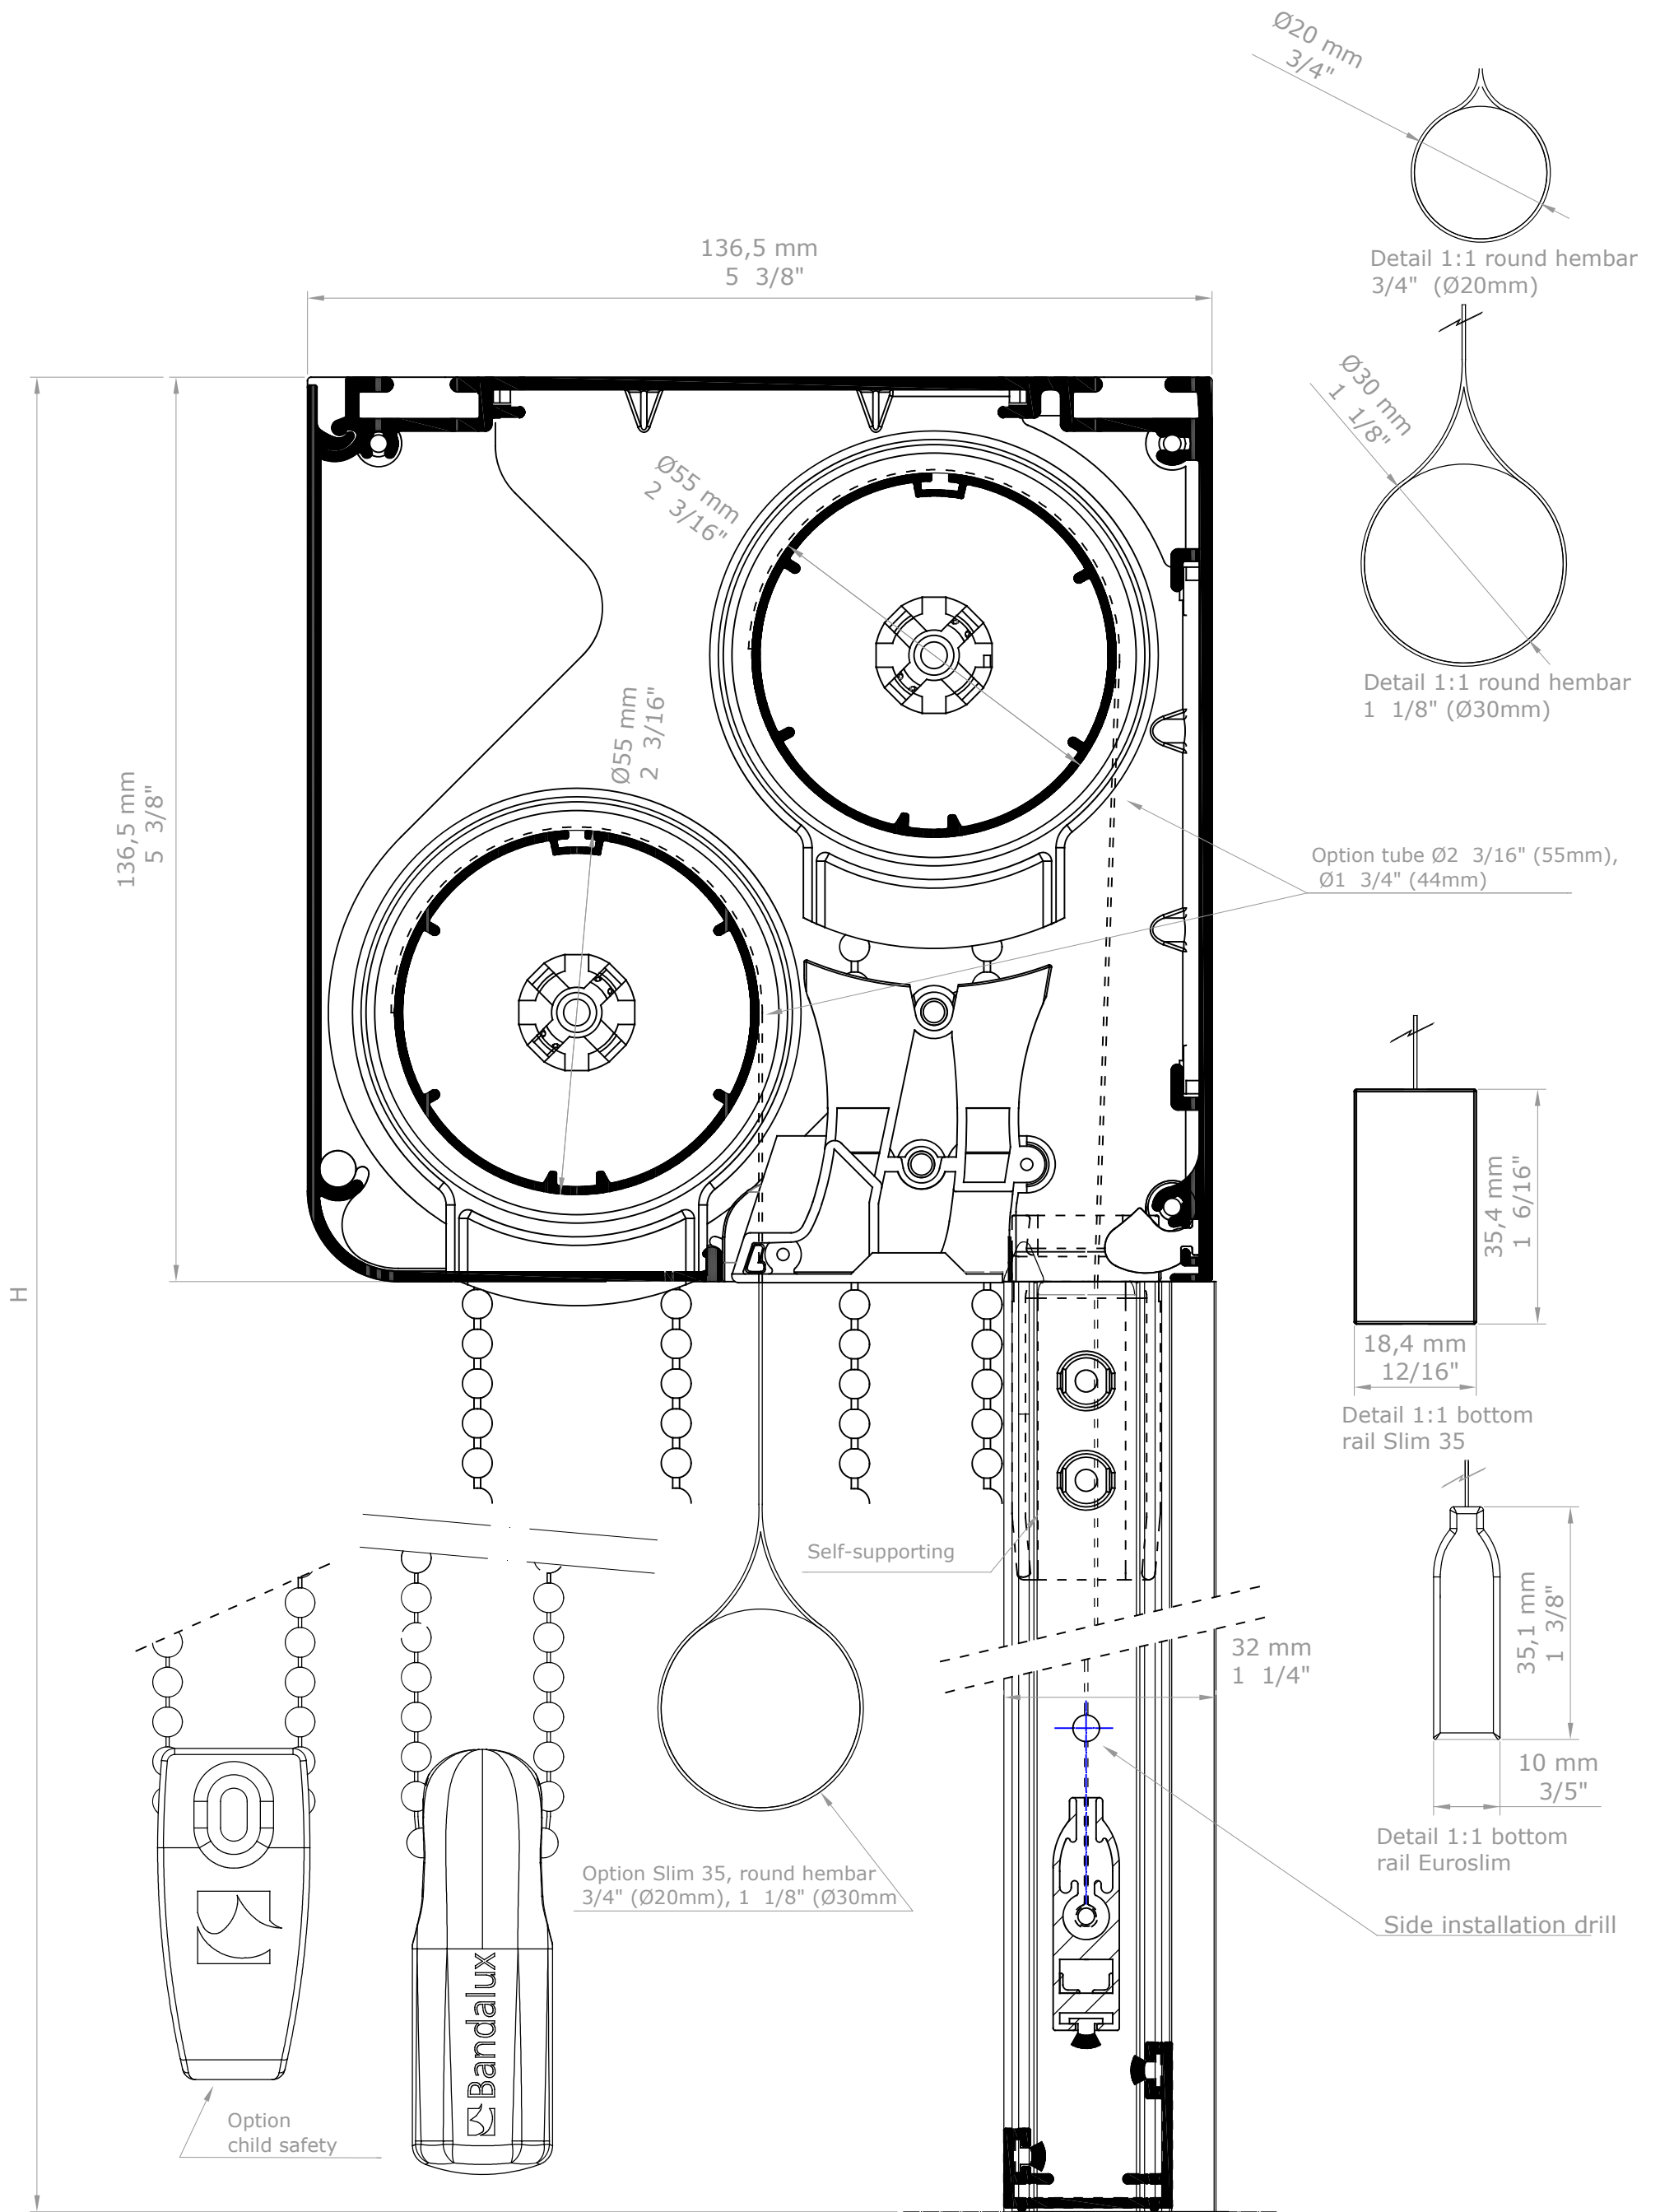 Ø20 mm
3/4"
Detail 1:1 round hembar
3/4" (Ø20mm)
136,5 mm
5 3/8"
Ø30 mm
1 1/8"
Detail 1:1 round hembar
1 1/8" (Ø30mm)
Ø55 mm
2 3/16"
Ø55 mm
2 3/16"
136,5 mm
5 3/8"
Option tube Ø2 3/16" (55mm),
Ø1 3/4" (44mm)
H
35,4 mm
1 6/16"
18,4 mm
12/16"
Detail 1:1 bottom
rail Slim 35
Self-supporting
35,1 mm
1 3/8"
32 mm
1 1/4"
10 mm
3/5"
Detail 1:1 bottom
rail Euroslim
Option Slim 35, round hembar
3/4" (Ø20mm), 1 1/8" (Ø30mm
Side installation drill
Bandalux
Option
child safety